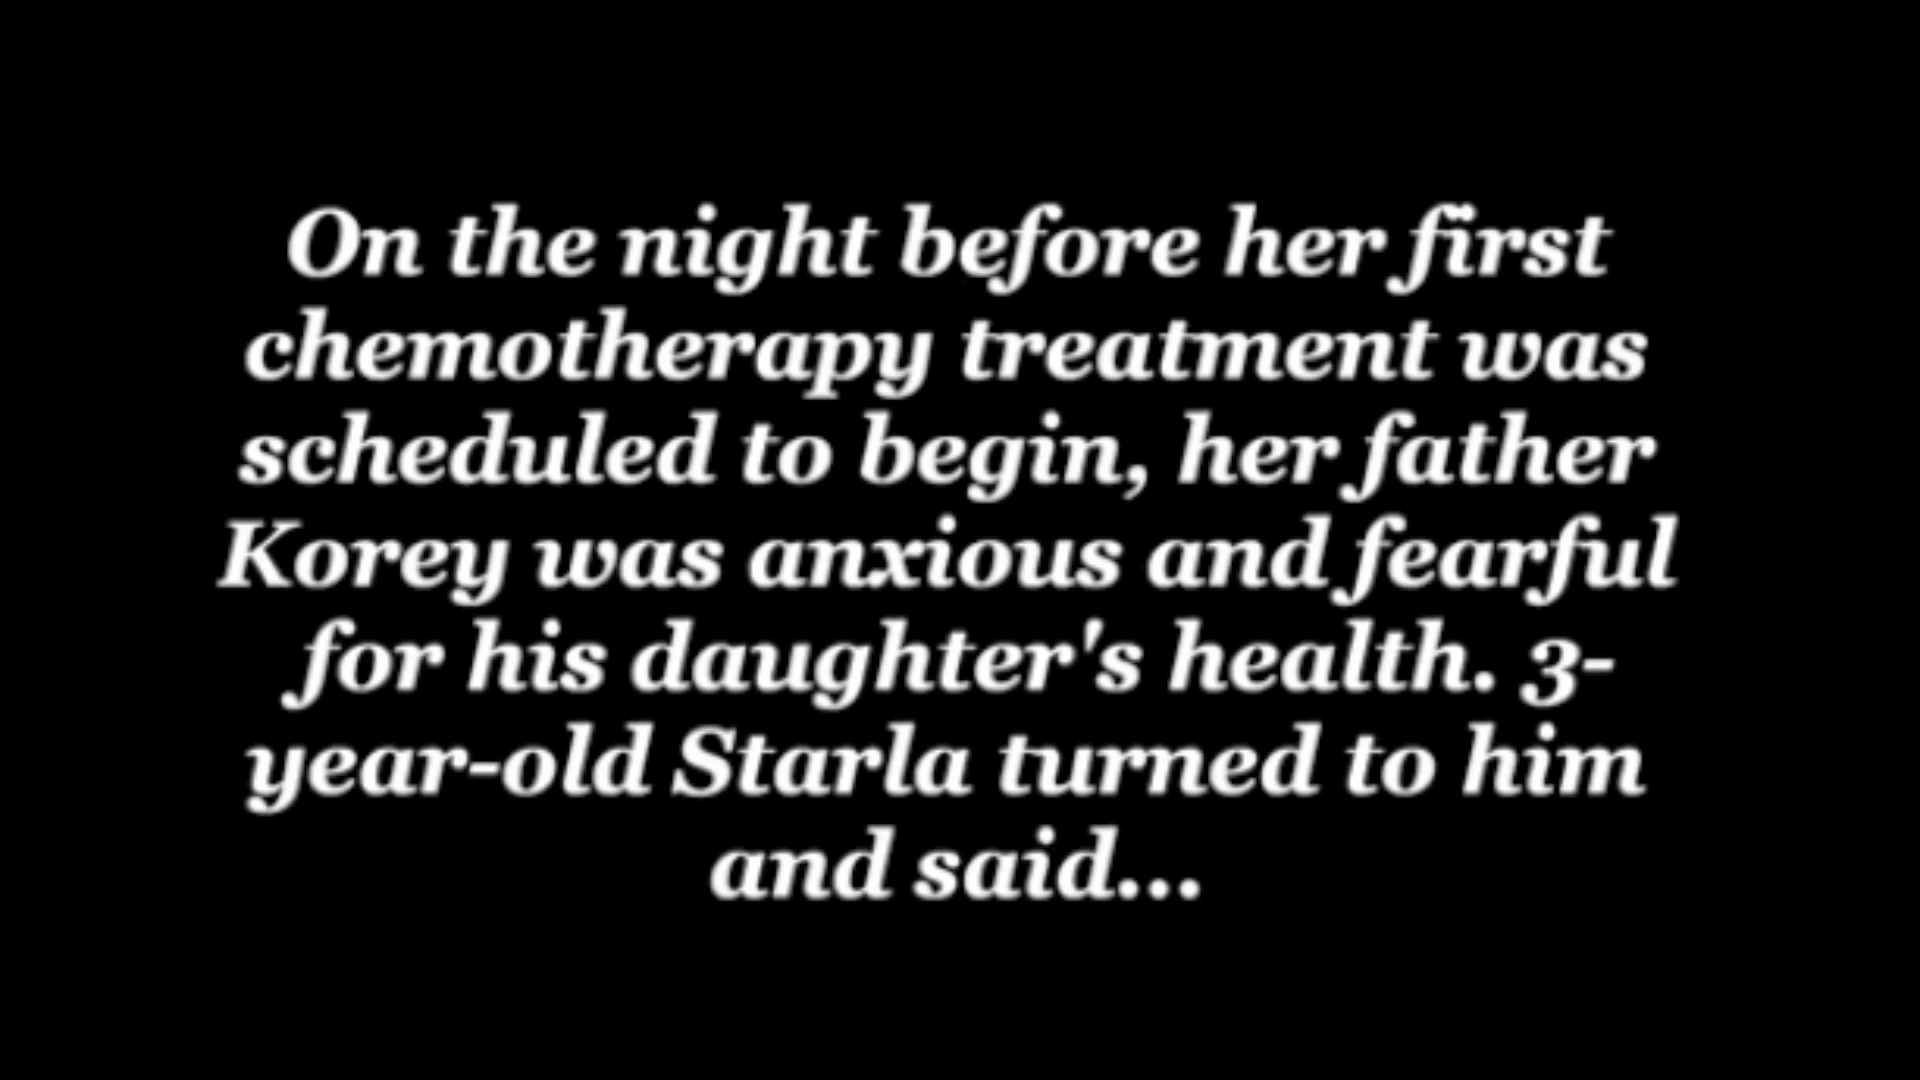 On the night before her first
chemotherapy treatment was
scheduled to begin, her father
Korey was anxious and fearful
for his daughter's health. 3-
year-old Starla turned to him
and said...